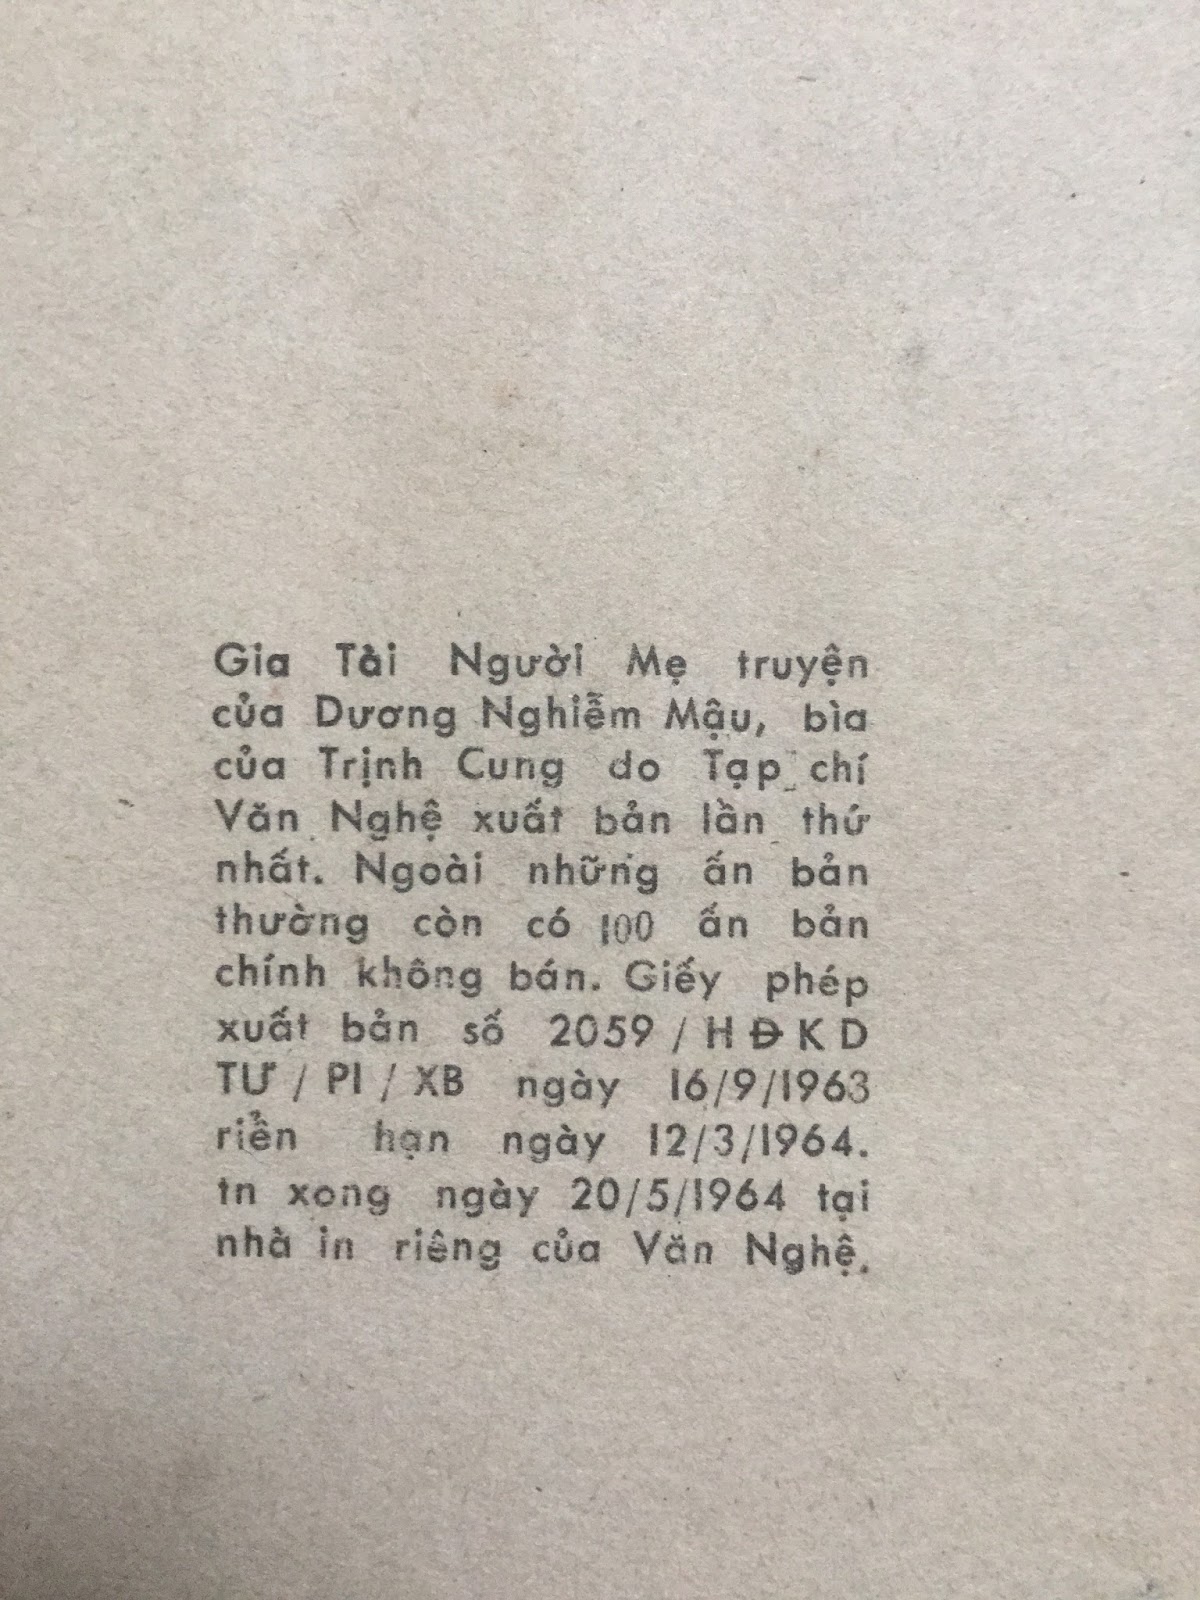 Gia Tài Người Mẹ truyện
của Dương Nghiễm Mậu, bìa
của Trịnh Cung do Tạp chí
Văn Nghệ xuất bản lần thứ
nhất. Ngoài những ấn bản
thường còn có 100 ấn bản
chính không bán. Giấy phép
xuất bản số 2059 / HĐKD
TƯ / PI / XB ngày 16/9/1963
riển hạn ngày 12/3/1964.
tn xong ngày 20/5/1964 tại
nhà in riêng của Văn Nghệ.